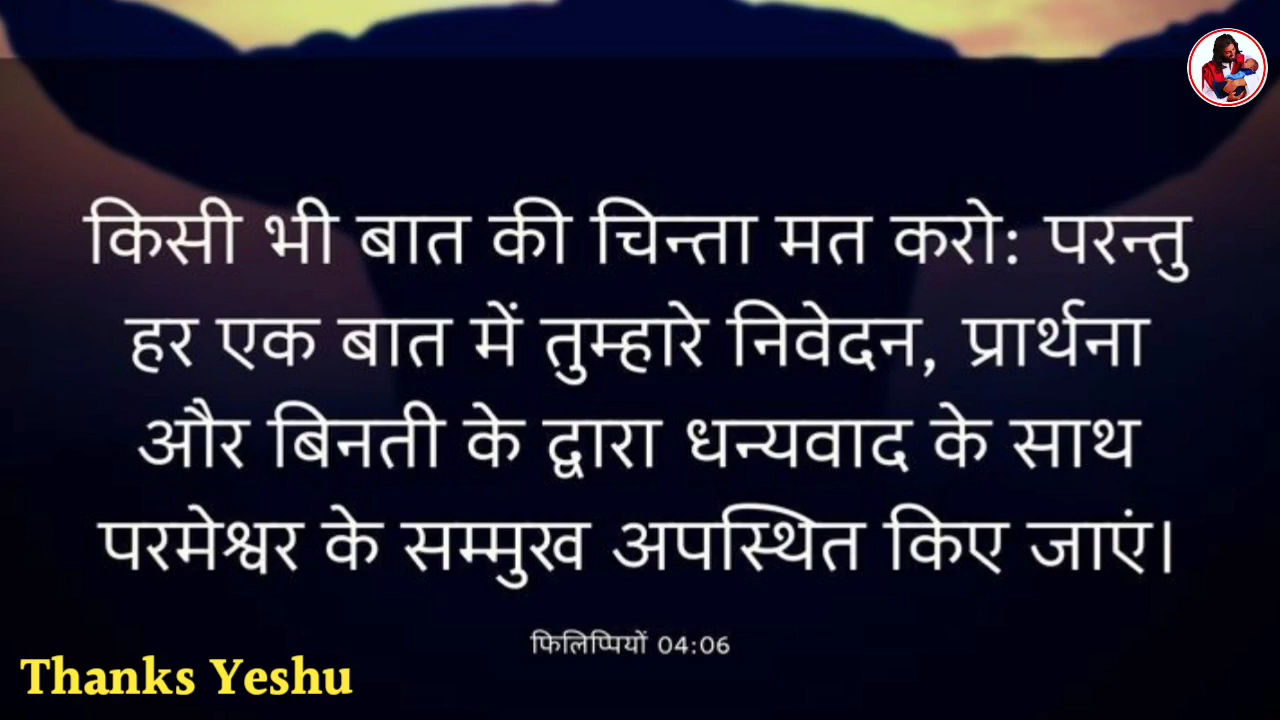 किसी भी बात की चिन्ता मत करो: परन्तु
हर एक बात में तुम्हारे निवेदन, प्रार्थना
और बिनती के द्वारा धन्यवाद के साथ
परमेश्वर के सम्मुख अपस्थित किए जाएं।
फिलिप्पियों 04:06
Thanks Yeshu